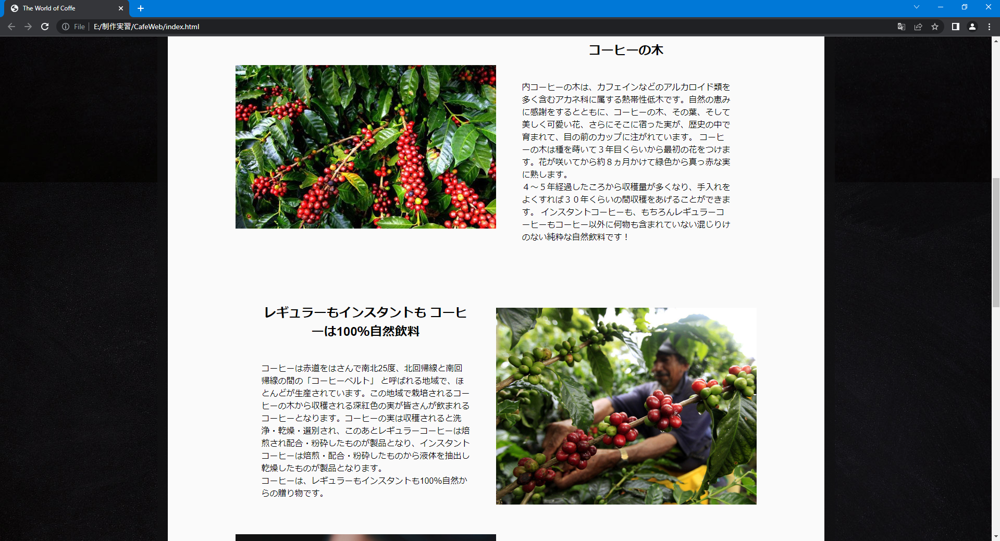 The World of Coffe
File
E:/制作実習/CafeWeb/index.html
コーヒーの木
内コーヒーの木は、カフェインなどのアルカロイド類を
多く含むアカネ科に属する熱帯性低木です。自然の恵み
に感謝をするとともに、コーヒーの木、その葉、そして
美しく可愛い花、さらにそこに宿った実が、歴史の中で
育まれて、目の前のカップに注がれています。 コーヒ
ーの木は種を蒔いて３年目くらいから最初の花をつけま
す。花が咲いてから約８ヵ月かけて緑色から真っ赤な実
に熟します。
４～５年経過したころから収穫量が多くなり、手入れを
よくすれば３０年くらいの間収穫をあげることができま
す。 インスタントコーヒーも、もちろんレギュラーコ
ーヒーもコーヒー以外に何物も含まれていない混じりけ
のない純粋な自然飲料です！
レギュラーもインスタントも コーヒ
ーは100%自然飲料
コーヒーは赤道をはさんで南北25度、北回帰線と南回
帰線の間の「コーヒーベルト」 と呼ばれる地域で、ほ
とんどが生産されています。この地域で栽培されるコー
ヒーの木から収穫される深紅色の実が皆さんが飲まれる
コーヒーとなります。コーヒーの実は収穫されると洗
浄・乾燥・選別され、このあとレギュラーコーヒーは焙
煎され配合・粉砕したものが製品となり、インスタント
コーヒーは焙煎・配合・粉砕したものから液体を抽出し
乾燥したものが製品となります。
コーヒーは、レギュラーもインスタントも100%自然か
らの贈り物です。